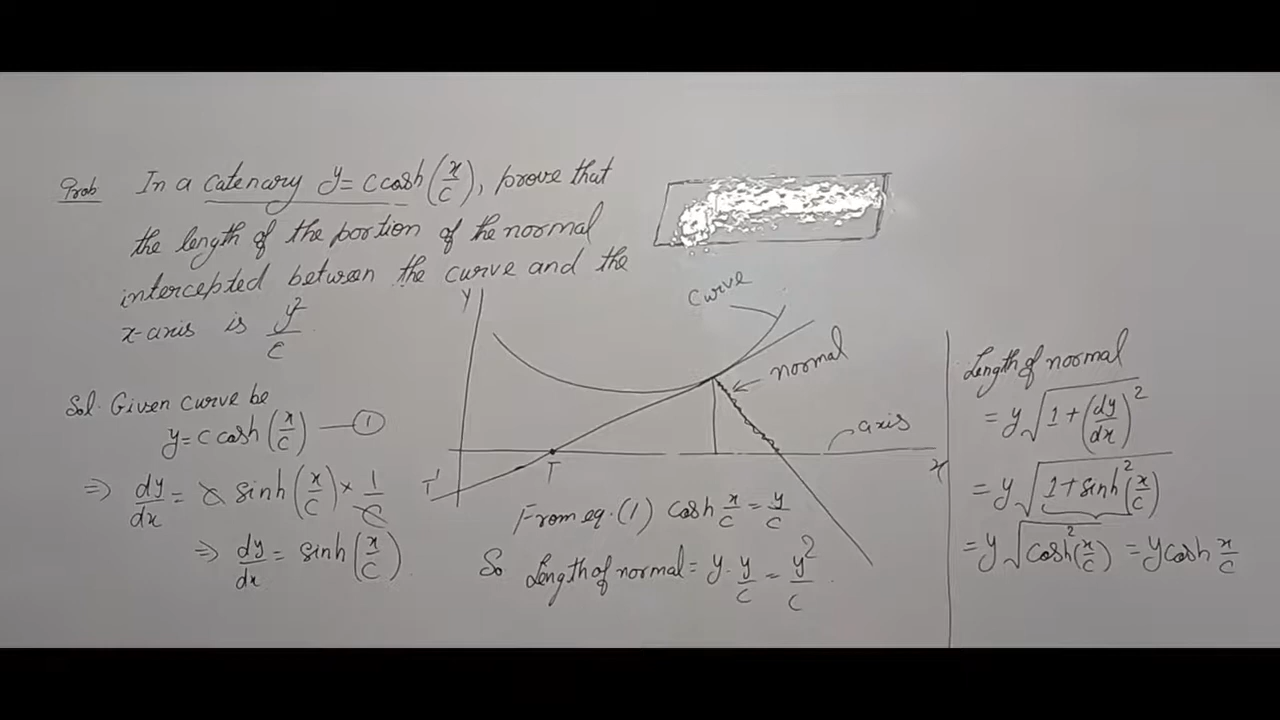 Prob In a catenary y = c cosh(x/c), prove that
the length of the portion of the normal
intercepted between the curve and the
x-axis is y²/c
Sol. Given curve be
y = c cosh(x/c) — ①
⇒ dy/dx = c sinh(x/c) × 1/c
⇒ dy/dx = sinh(x/c)
y
curve
normal
axis
x
T
T'
From eq. (1) cosh x/c = y/c
So Length of normal = y · y/c = y²/c
Length of normal
= y√(1 + (dy/dx)²)
= y√(1 + sinh²(x/c))
= y√(cosh²(x/c)) = y cosh x/c